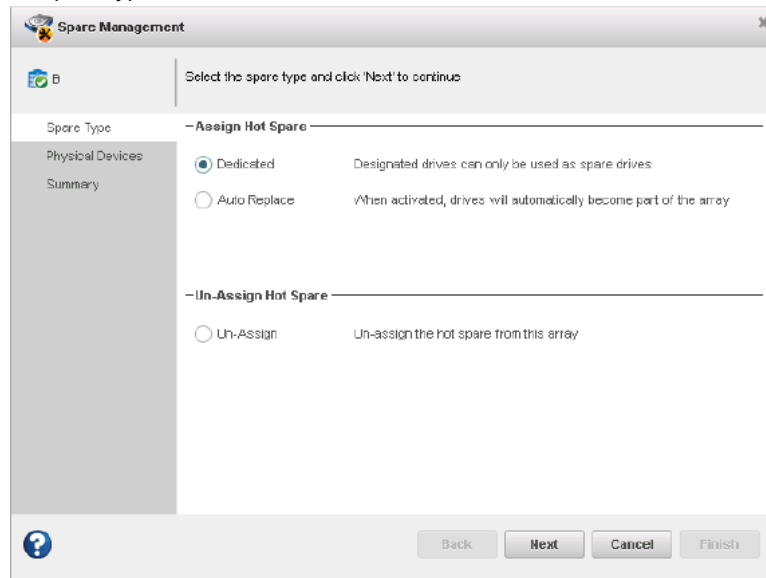 Spare Management
B
Select the spare type and click 'Next' to continue
Spare Type
Physical Devices
Summary
Assign Hot Spare
Dedicated Designated drives can only be used as spare drives
Auto Replace When activated, drives will automatically become part of the array
Un-Assign Hot Spare
Un-Assign Un-assign the hot spare from this array
Back Next Cancel Finish